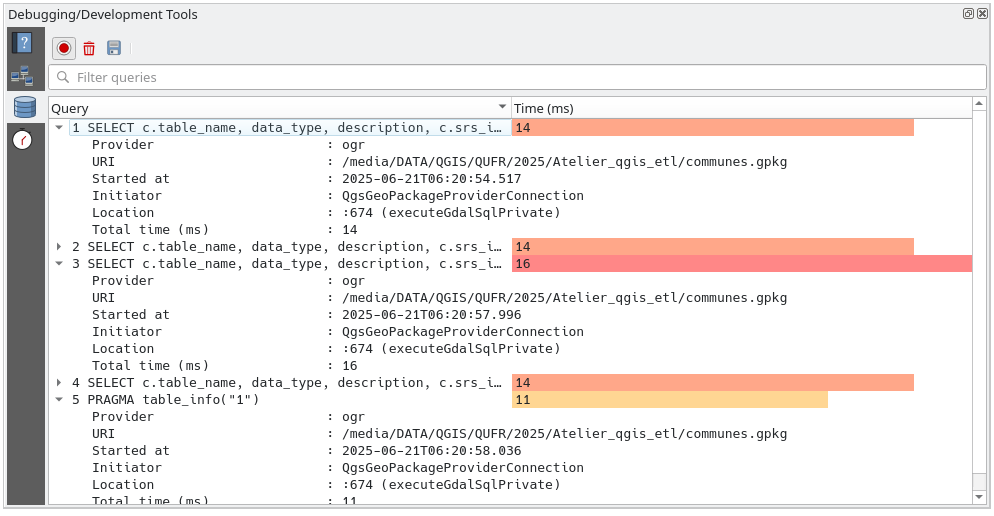 Debugging/Development Tools
Filter queries
Query Time (ms)
1 SELECT c.table_name, data_type, description, c.srs_i… 14
Provider : ogr
URI : /media/DATA/QGIS/QUFR/2025/Atelier_qgis_etl/communes.gpkg
Started at : 2025-06-21T06:20:54.517
Initiator : QgsGeoPackageProviderConnection
Location : :674 (executeGdalSqlPrivate)
Total time (ms) : 14
2 SELECT c.table_name, data_type, description, c.srs_i… 14
3 SELECT c.table_name, data_type, description, c.srs_i… 16
Provider : ogr
URI : /media/DATA/QGIS/QUFR/2025/Atelier_qgis_etl/communes.gpkg
Started at : 2025-06-21T06:20:57.996
Initiator : QgsGeoPackageProviderConnection
Location : :674 (executeGdalSqlPrivate)
Total time (ms) : 16
4 SELECT c.table_name, data_type, description, c.srs_i… 14
5 PRAGMA table_info("1") 11
Provider : ogr
URI : /media/DATA/QGIS/QUFR/2025/Atelier_qgis_etl/communes.gpkg
Started at : 2025-06-21T06:20:58.036
Initiator : QgsGeoPackageProviderConnection
Location : :674 (executeGdalSqlPrivate)
Total time (ms) : 11